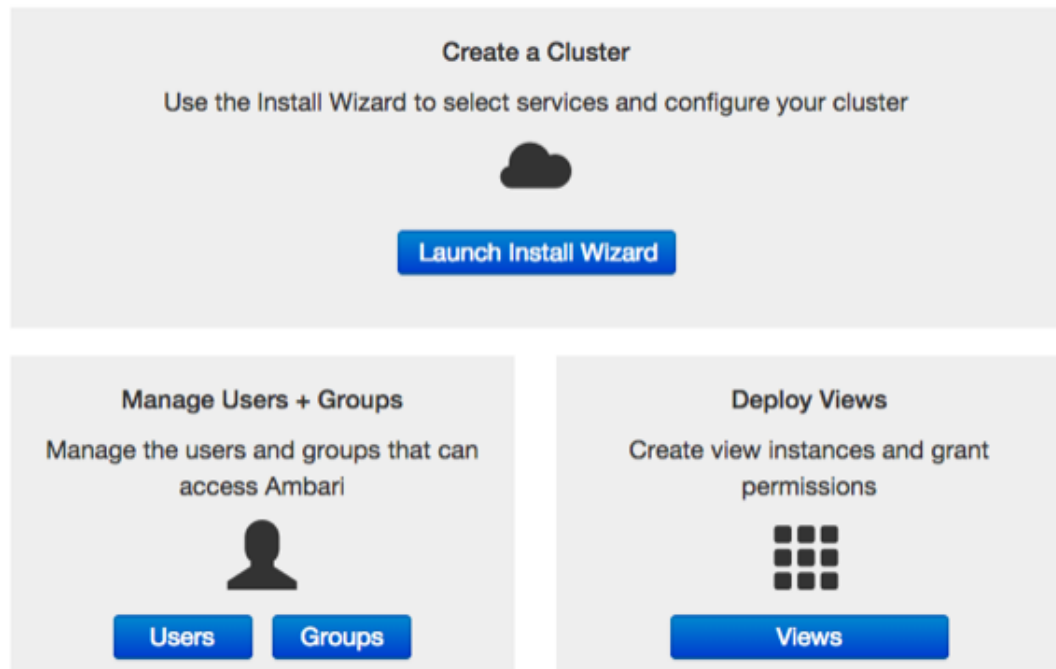 Create a Cluster
Use the Install Wizard to select services and configure your cluster
Launch Install Wizard
Manage Users + Groups
Manage the users and groups that can
access Ambari
Users
Groups
Deploy Views
Create view instances and grant
permissions
Views